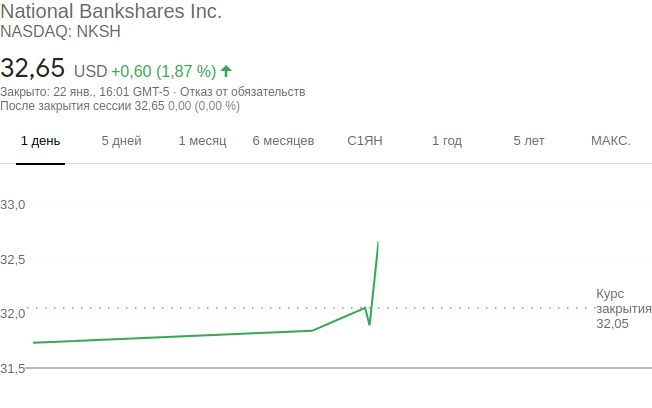 National Bankshares Inc.
NASDAQ: NKSH
32,65 USD +0,60 (1,87 %)
Закрыто: 22 янв., 16:01 GMT-5 · Отказ от обязательств
После закрытия сессии 32,65 0,00 (0,00 %)
1 день 5 дней 1 месяц 6 месяцев С1ЯН 1 год 5 лет МАКС.
33,0
32,5
Курс
закрытия
32,05
32,0
31,5